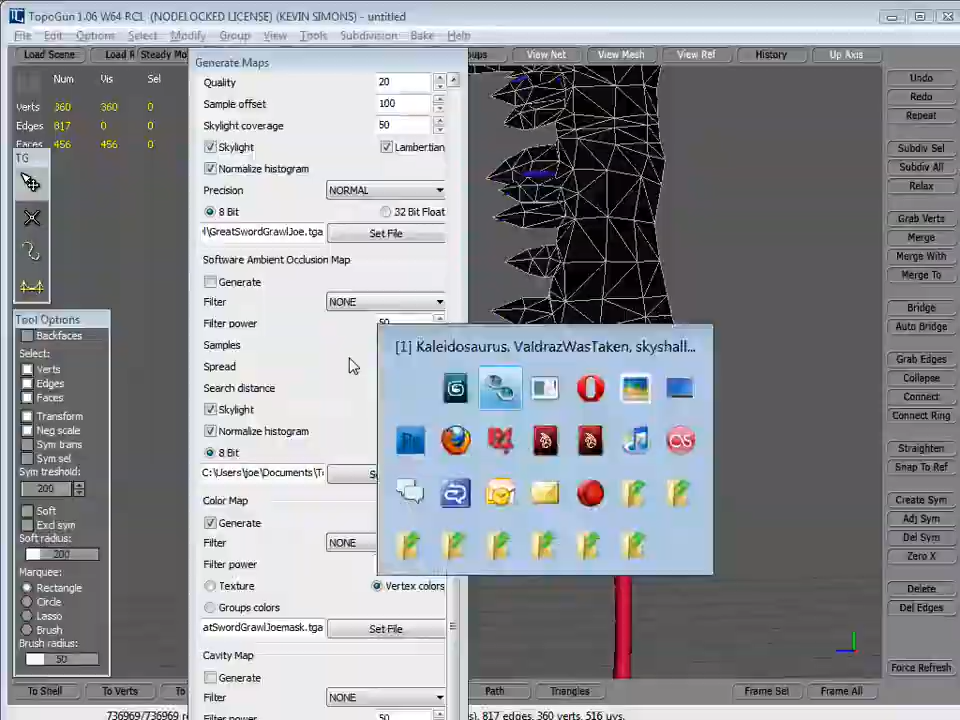 TopoGun 1.06 W64 RC1 (NODELOCKED LICENSE) (KEVIN SIMONS) - untitled
File Edit Options Select Modify Group View Tools Subdivision Bake Help
Load Scene Load R Steady Mo oups View Net View Mesh View Ref History Up Axis
Num Vis Sel
Verts 360 360 0
Edges 817 0 0
Faces 456 456 0
TG
Tool Options
Backfaces
Select:
Verts
Edges
Faces
Transform
Neg scale
Sym trans
Sym sel
Sym treshold:
200
Soft
Excl sym
Soft radius:
200
Marquee:
Rectangle
Circle
Lasso
Brush
Brush radius:
50
Generate Maps
Quality 20
Sample offset 100
Skylight coverage 50
Skylight Lambertian
Normalize histogram
Precision NORMAL
8 Bit 32 Bit Float
l\GreatSwordGrawlJoe.tga Set File
Software Ambient Occlusion Map
Generate
Filter NONE
Filter power 50
Samples
Spread
Search distance
Skylight
Normalize histogram
8 Bit
C:\Users\joe\Documents\T
Color Map
Generate
Filter NONE
Filter power
Texture Vertex colors
Groups colors
atSwordGrawlJoemask.tga Set File
Cavity Map
Generate
Filter NONE
Filter power 50
[1] Kaleidosaurus, ValdrazWasTaken, skyshall...
Undo
Redo
Repeat
Subdiv Sel
Subdiv All
Relax
Grab Verts
Merge
Merge With
Merge To
Bridge
Auto Bridge
Grab Edges
Collapse
Connect
Connect Ring
Straighten
Snap To Ref
Create Sym
Adj Sym
Del Sym
Zero X
Delete
Del Edges
Force Refresh
To Shell To Verts To Path Triangles Frame Sel Frame All
736969/736969 817 edges, 360 verts, 516 uvs.